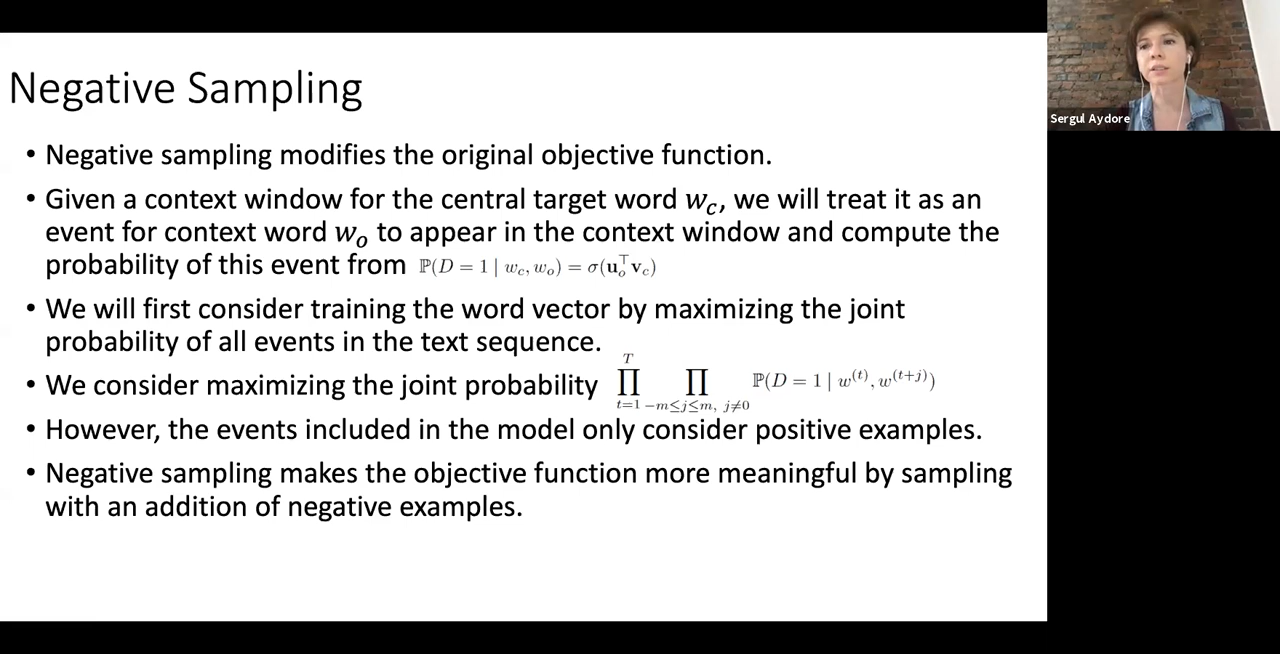 Negative Sampling
• Negative sampling modifies the original objective function.
• Given a context window for the central target word w_c, we will treat it as an
event for context word w_o to appear in the context window and compute the
probability of this event from ℙ(D = 1 | w_c, w_o) = σ(𝐮_o^⊤ 𝐯_c)
• We will first consider training the word vector by maximizing the joint
probability of all events in the text sequence.
• We consider maximizing the joint probability ∏_{t=1}^{T} ∏_{−m≤j≤m, j≠0} ℙ(D = 1 | w^(t), w^(t+j))
• However, the events included in the model only consider positive examples.
• Negative sampling makes the objective function more meaningful by sampling
with an addition of negative examples.
Sergul Aydore